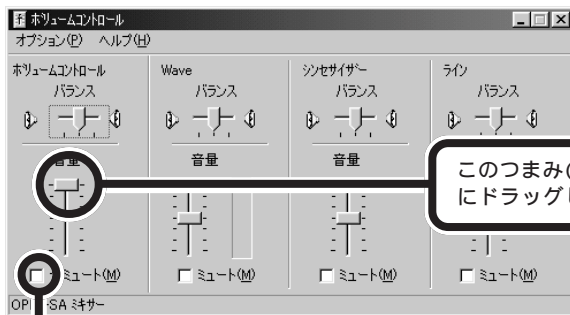 ボリュームコントロール
オプション(P) ヘルプ(H)
ボリュームコントロール Wave シンセサイザー ライン
バランス バランス バランス バランス
音量 音量 音量
このつまみ
にドラッグ
ミュート(M) ミュート(M) ミュート(M) ミュート(M)
SA ミキサー